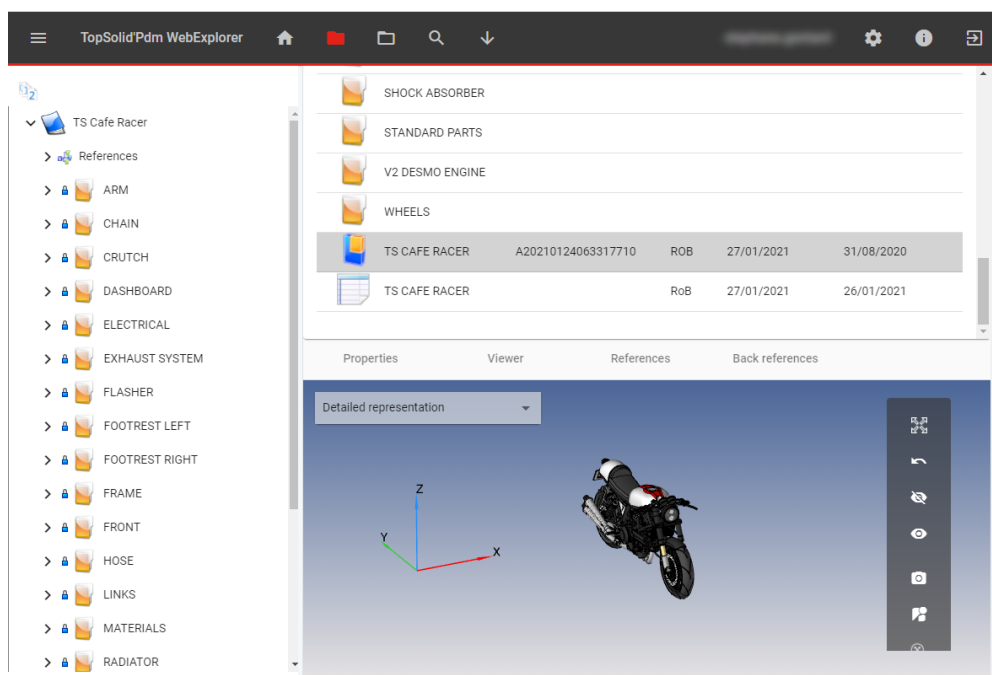 TopSolid'Pdm WebExplorer
TS Cafe Racer
References
ARM
CHAIN
CRUTCH
DASHBOARD
ELECTRICAL
EXHAUST SYSTEM
FLASHER
FOOTREST LEFT
FOOTREST RIGHT
FRAME
FRONT
HOSE
LINKS
MATERIALS
RADIATOR
SHOCK ABSORBER
STANDARD PARTS
V2 DESMO ENGINE
WHEELS
TS CAFE RACER A20210124063317710 ROB 27/01/2021 31/08/2020
TS CAFE RACER RoB 27/01/2021 26/01/2021
Properties Viewer References Back references
Detailed representation
Z
Y
X